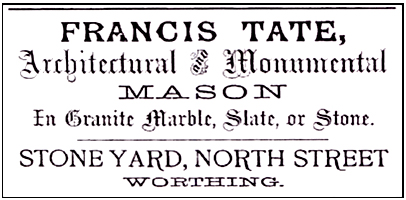 FRANCIS TATE,
Architectural & Monumental
MASON
In Granite Marble, Slate, or Stone.
STONE YARD, NORTH STREET
WORTHING.